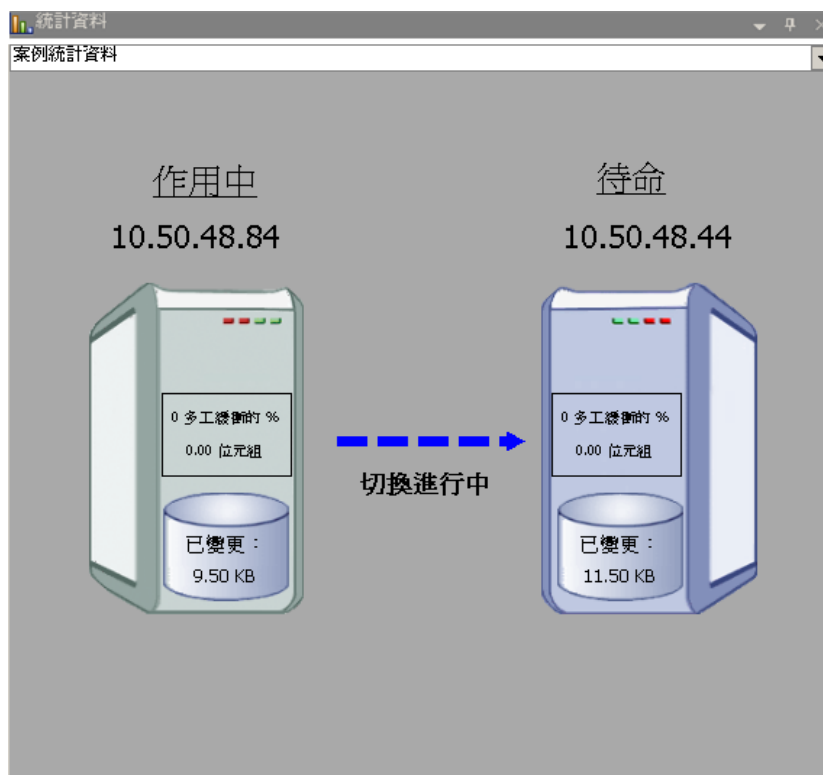 統計資料
案例統計資料
作用中
待命
10.50.48.84
10.50.48.44
0 多工緩衝的 %
0.00 位元組
0 多工緩衝的 %
0.00 位元組
切換進行中
已變更：
9.50 KB
已變更：
11.50 KB